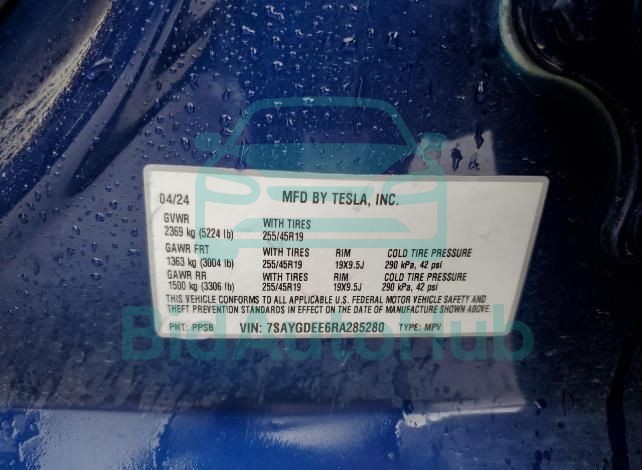 04/24 MFD BY TESLA, INC.
GVWR WITH TIRES
2369 kg (5224 lb) 255/45R19
GAWR FRT WITH TIRES RIM COLD TIRE PRESSURE
1363 kg (3004 lb) 255/45R19 19X9.5J 290 kPa, 42 psi
GAWR RR WITH TIRES RIM COLD TIRE PRESSURE
1500 kg (3306 lb) 255/45R19 19X9.5J 290 kPa, 42 psi
THIS VEHICLE CONFORMS TO ALL APPLICABLE U.S. FEDERAL MOTOR VEHICLE SAFETY AND
THEFT PREVENTION STANDARDS IN EFFECT ON THE DATE OF MANUFACTURE SHOWN ABOVE.
PNT: PPSB VIN: 7SAYGDEE6RA285280 TYPE: MPV
BidAutoHub